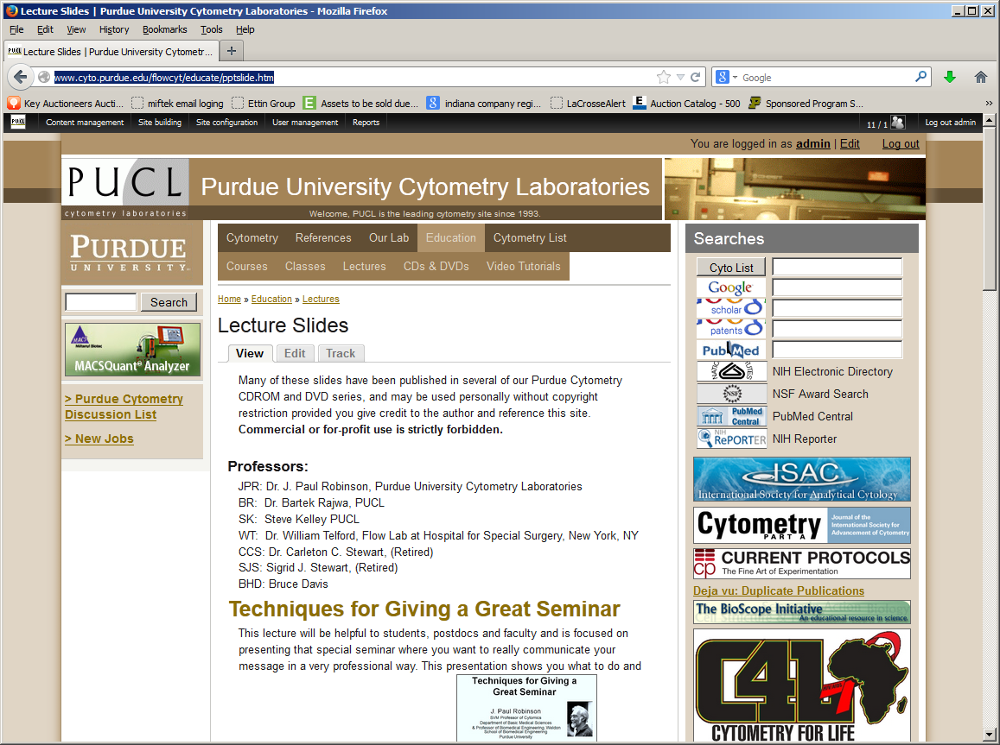 Lecture Slides | Purdue University Cytometry Laboratories - Mozilla Firefox
File Edit View History Bookmarks Tools Help
PUCL Lecture Slides | Purdue University Cytometr...
www.cyto.purdue.edu/flowcyt/educate/pptslide.htm
Google
Key Auctioneers Aucti... miftek email loging Ettin Group Assets to be sold due... indiana company regi... LaCrosseAlert Auction Catalog - 500 Sponsored Program S...
PUCL Content management Site building Site configuration User management Reports 11 / 1 Log out admin
You are logged in as admin | Edit Log out
PUCL
cytometry laboratories
Purdue University Cytometry Laboratories
Welcome, PUCL is the leading cytometry site since 1993.
PURDUE
UNIVERSITY
Search
MACS
Miltenyi Biotec
MACSQuant® Analyzer
> Purdue Cytometry
Discussion List
> New Jobs
Cytometry References Our Lab Education Cytometry List
Courses Classes Lectures CDs & DVDs Video Tutorials
Home » Education » Lectures
Lecture Slides
View Edit Track
Many of these slides have been published in several of our Purdue Cytometry
CDROM and DVD series, and may be used personally without copyright
restriction provided you give credit to the author and reference this site.
Commercial or for-profit use is strictly forbidden.
Professors:
JPR: Dr. J. Paul Robinson, Purdue University Cytometry Laboratories
BR: Dr. Bartek Rajwa, PUCL
SK: Steve Kelley PUCL
WT: Dr. William Telford, Flow Lab at Hospital for Special Surgery, New York, NY
CCS: Dr. Carleton C. Stewart, (Retired)
SJS: Sigrid J. Stewart, (Retired)
BHD: Bruce Davis
Techniques for Giving a Great Seminar
This lecture will be helpful to students, postdocs and faculty and is focused on
presenting that special seminar where you want to really communicate your
message in a very professional way. This presentation shows you what to do and
Techniques for Giving a
Great Seminar
J. Paul Robinson
SVM Professor of Cytomics
Department of Basic Medical Sciences
& Professor of Biomedical Engineering, Weldon
School of Biomedical Engineering
Purdue University
Searches
Cyto List
Google
scholar
patents
PubMed
NIH Electronic Directory
NSF NSF Award Search
PubMed
Central PubMed Central
NIH
RePORTER NIH Reporter
ISAC
International Society for Analytical Cytology
Cytometry
PART A
Journal of the
International Society for
Advancement of Cytometry
cp CURRENT PROTOCOLS
The Fine Art of Experimentation
Deja vu: Duplicate Publications
The BioScope Initiative
An educational resource in science.
C4L
CYTOMETRY FOR LIFE